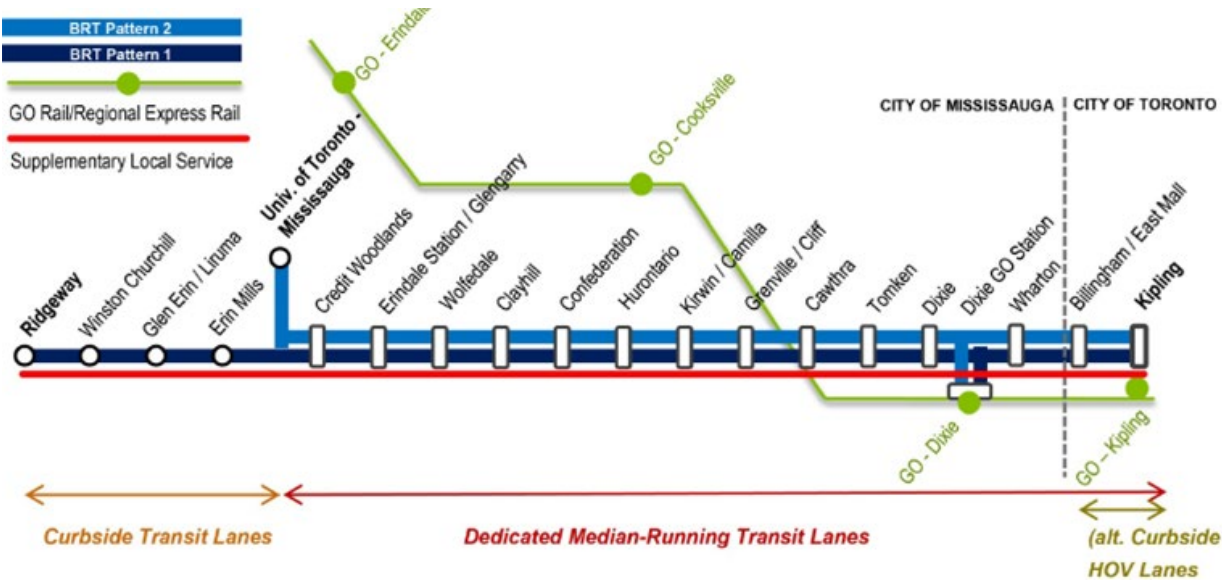 BRT Pattern 2
BRT Pattern 1
GO Rail/Regional Express Rail
Supplementary Local Service
GO - Erindale
GO - Cooksville
CITY OF MISSISSAUGA
CITY OF TORONTO
Ridgeway
Winston Churchill
Glen Erin / Liruma
Erin Mills
Univ. of Toronto -
Mississauga
Credit Woodlands
Erindale Station / Glengarry
Wolfedale
Clayhill
Confederation
Hurontario
Kirwin / Camilla
Grenville / Cliff
Cawthra
Tomken
Dixie
Dixie GO Station
Wharton
Billingham / East Mall
Kipling
GO - Dixie
GO – Kipling
Curbside Transit Lanes
Dedicated Median-Running Transit Lanes
(alt. Curbside
HOV Lanes